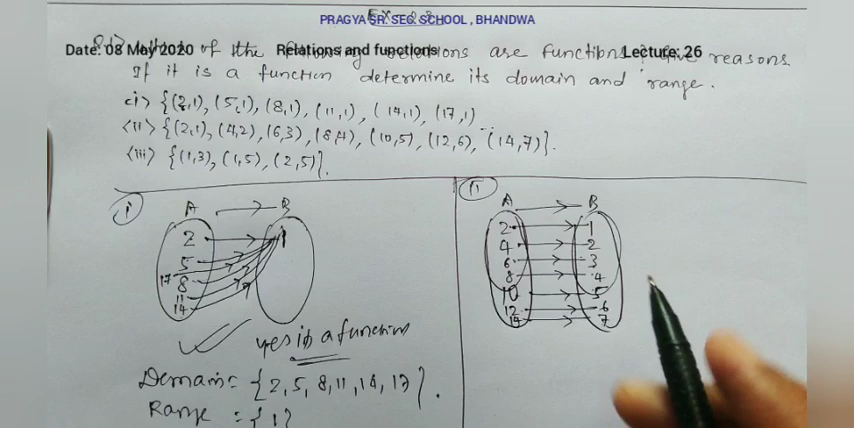 PRAGYA SR. SEC. SCHOOL , BHANDWA
Ex 2.3
Date: 08 May 2020 Relations and functions Lecture: 26
of the relations are functions reasons.
If it is a function determine its domain and range.
(i) {(2,1), (5,1), (8,1), (11,1), (14,1), (17,1)
(ii) {(2,1), (4,2), (6,3), (8,4), (10,5), (12,6), (14,7)}.
(iii) {(1,3), (1,5), (2,5)}.
(i)
A → B
2
5
17 8
11
14
1
yes is a function
Domain = {2, 5, 8, 11, 14, 17}.
Range = {1}
(ii)
A → B
2 1
4 2
6 3
8 4
10 5
12 6
14 7